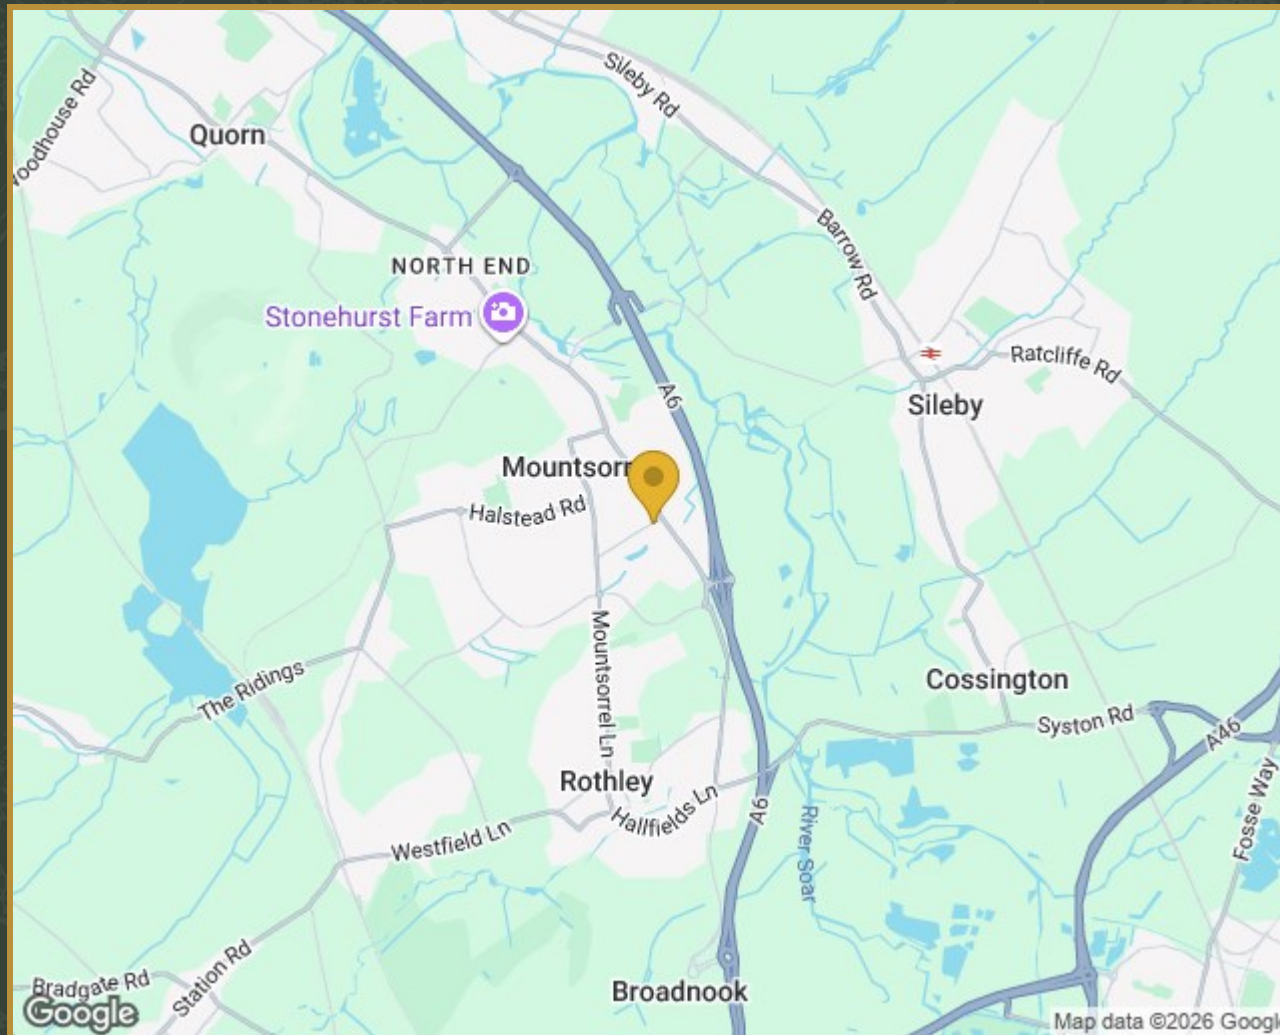 Sileby Rd
Woodhouse Rd
Quorn
Barrow Rd
NORTH END
Stonehurst Farm
Ratcliffe Rd
A6
Sileby
Mountsorr
Halstead Rd
Mountsorrel Ln
The Ridings
Cossington
Syston Rd
A46
Rothley
Hallfields Ln
A6
River Soar
Fosse Way
Westfield Ln
Station Rd
Bradgate Rd
Broadnook
Google
Map data ©2026 Google